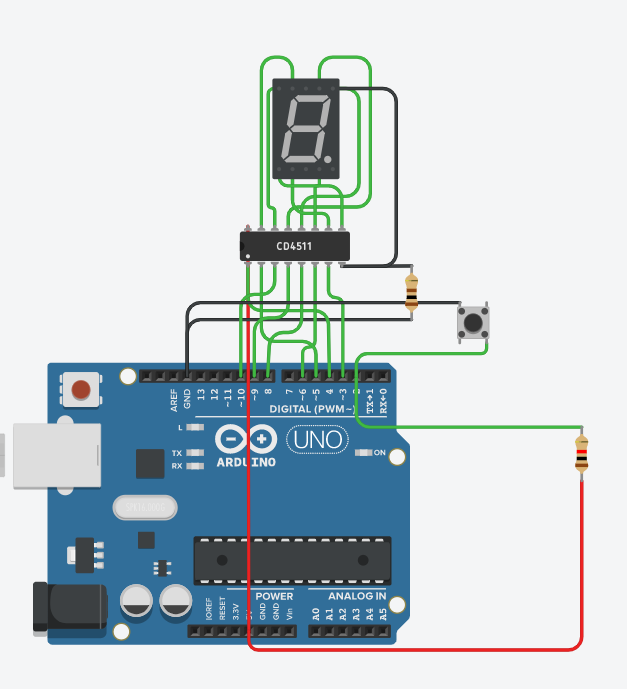 CD4511
AREF
GND
13
12
~11
~10
~9
8
7
~6
~5
4
~3
2
TX→1
RX←0
DIGITAL (PWM~)
L
TX
RX
ARDUINO
UNO
ON
IOREF
RESET
3.3V
GND
GND
Vin
POWER
ANALOG IN
A0
A1
A2
A3
A4
A5